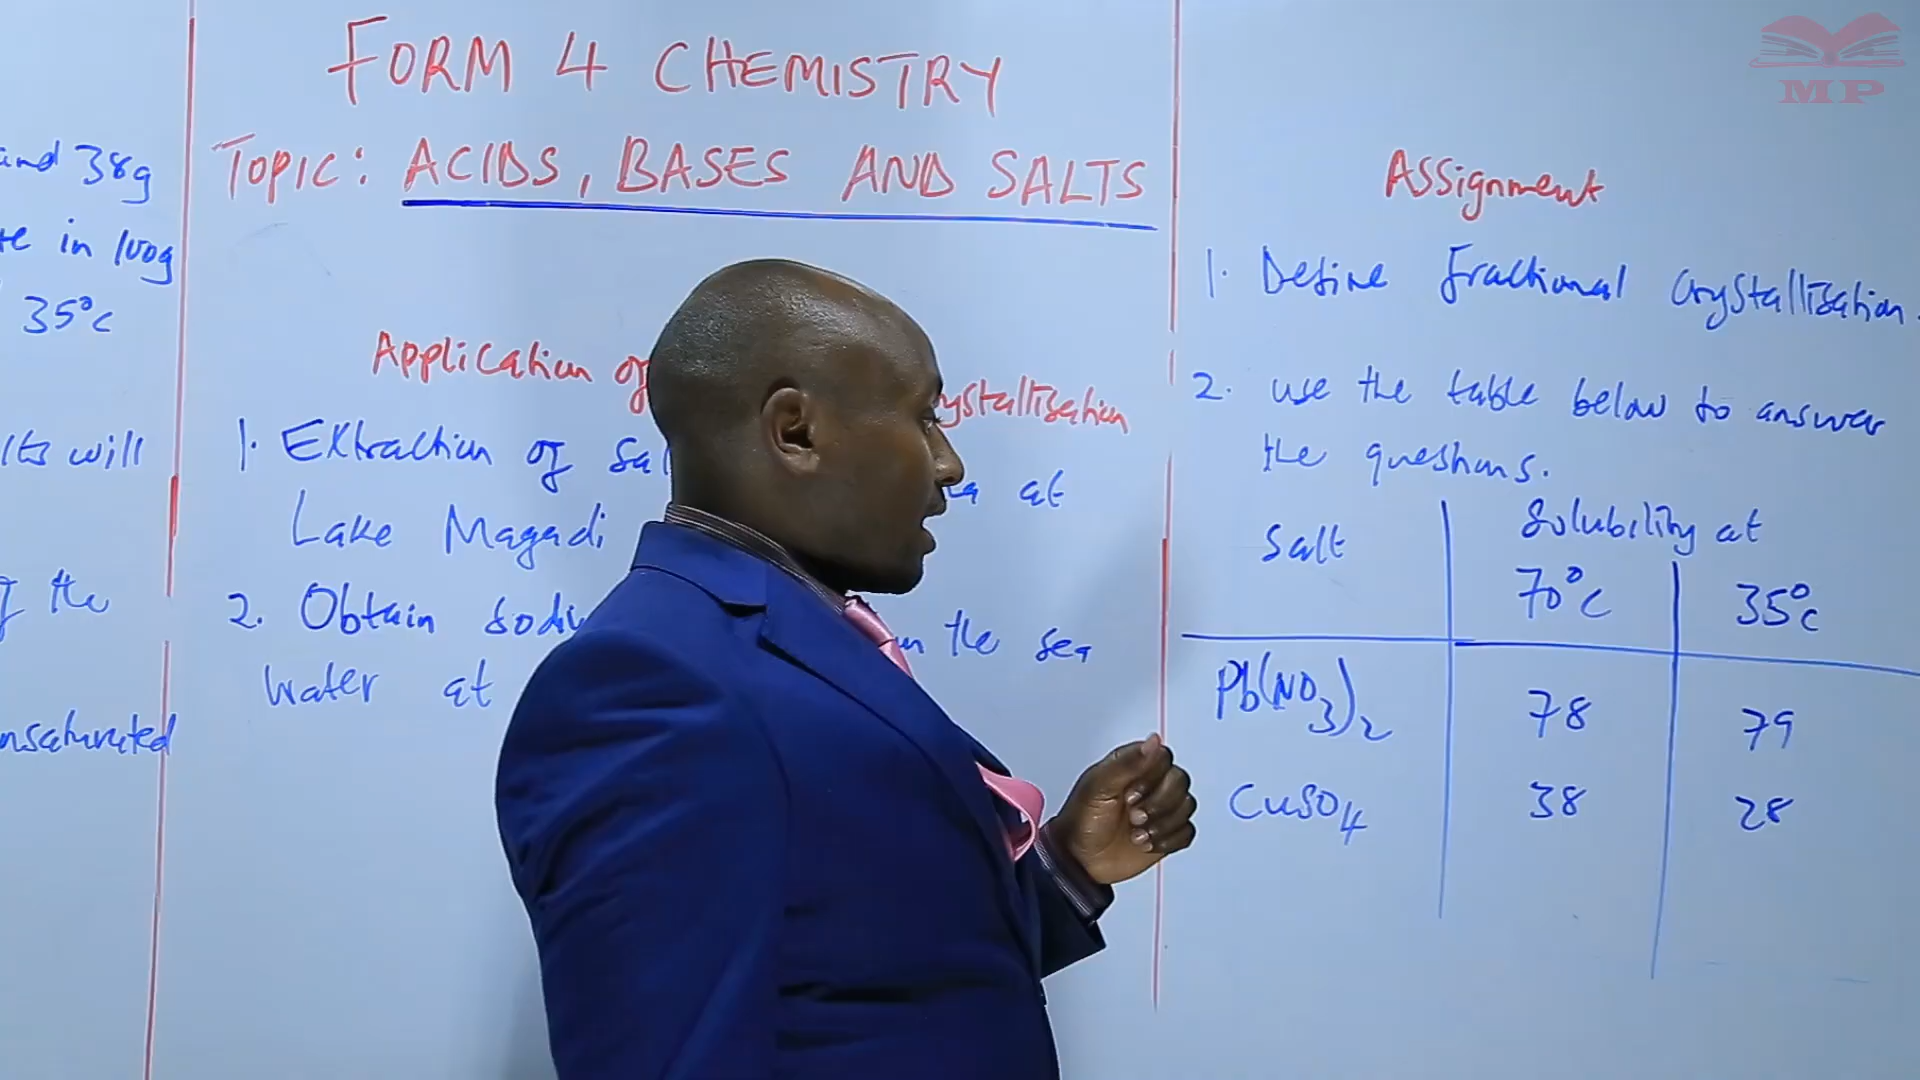 and 38g
in 100g
35°C
will
the
unsaturated
FORM 4 CHEMISTRY
TOPIC: ACIDS, BASES AND SALTS
Application of
1. Extraction of at
Lake Magadi
2. Obtain the sea
water at
Assignment
1. Define fractional crystallisation.
2. use the table below to answer
the questions.
Salt Solubility at
70°C 35°C
Pb(NO3)2 78 79
CuSO4 38 28
MP